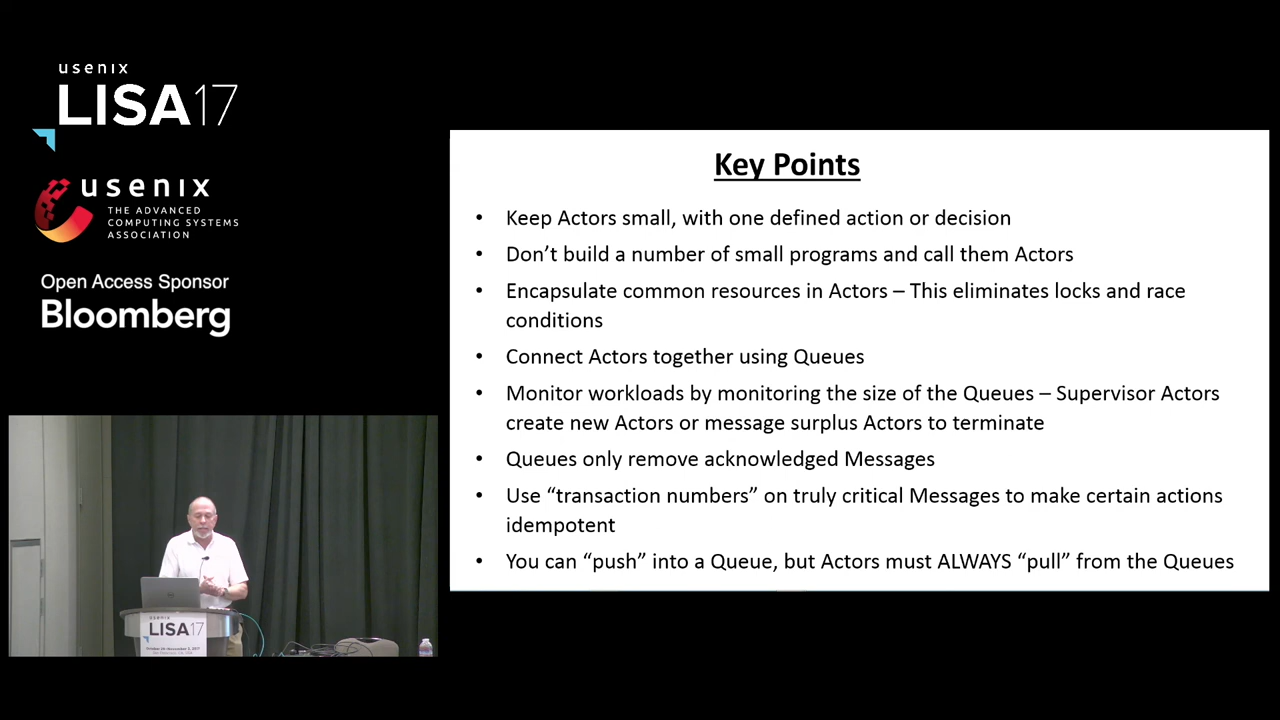 usenix
LISA17
usenix
THE ADVANCED
COMPUTING SYSTEMS
ASSOCIATION
Open Access Sponsor
Bloomberg
Key Points
• Keep Actors small, with one defined action or decision
• Don’t build a number of small programs and call them Actors
• Encapsulate common resources in Actors – This eliminates locks and race
conditions
• Connect Actors together using Queues
• Monitor workloads by monitoring the size of the Queues – Supervisor Actors
create new Actors or message surplus Actors to terminate
• Queues only remove acknowledged Messages
• Use “transaction numbers” on truly critical Messages to make certain actions
idempotent
• You can “push” into a Queue, but Actors must ALWAYS “pull” from the Queues
usenix
LISA17